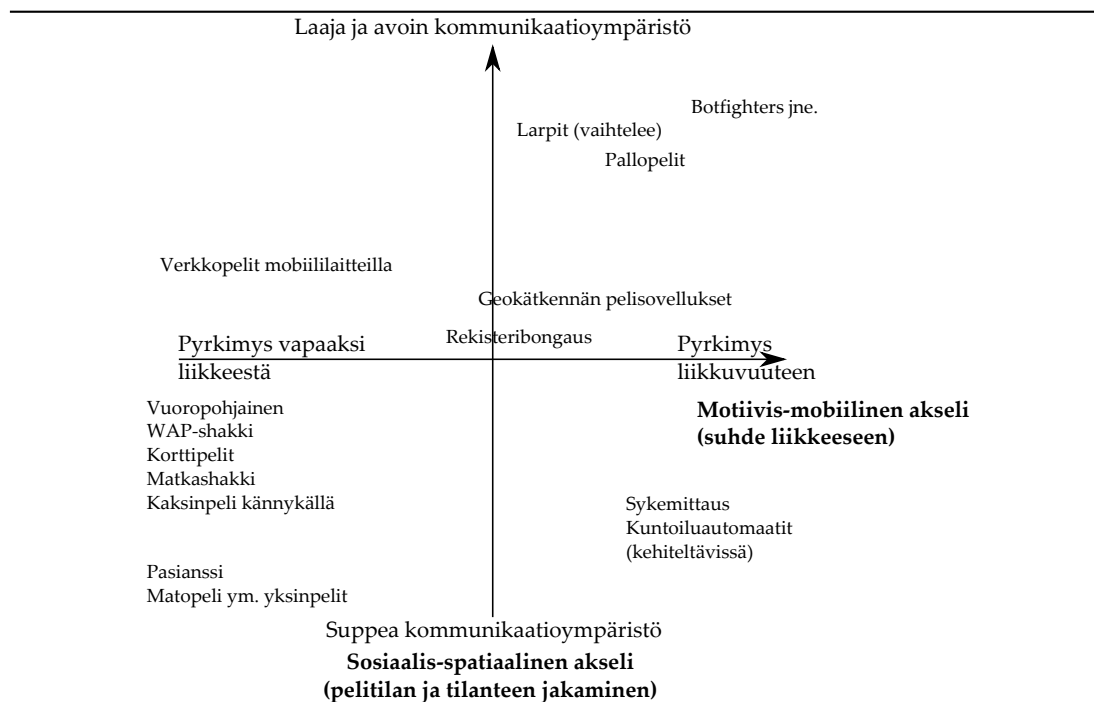 Laaja ja avoin kommunikaatioympäristö
Botfighters jne.
Larpit (vaihtelee)
Pallopelit
Verkkopelit mobiililaitteilla
Geokätkennän pelisovellukset
Rekisteribongaus
Pyrkimys vapaaksi
liikkeestä
Pyrkimys
liikkuvuuteen
Motiivis-mobiilinen akseli
(suhde liikkeeseen)
Vuoropohjainen
WAP-shakki
Korttipelit
Matkashakki
Kaksinpeli kännykällä
Sykemittaus
Kuntoiluautomaatit
(kehiteltävissä)
Pasianssi
Matopeli ym. yksinpelit
Suppea kommunikaatioympäristö
Sosiaalis-spatiaalinen akseli
(pelitilan ja tilanteen jakaminen)